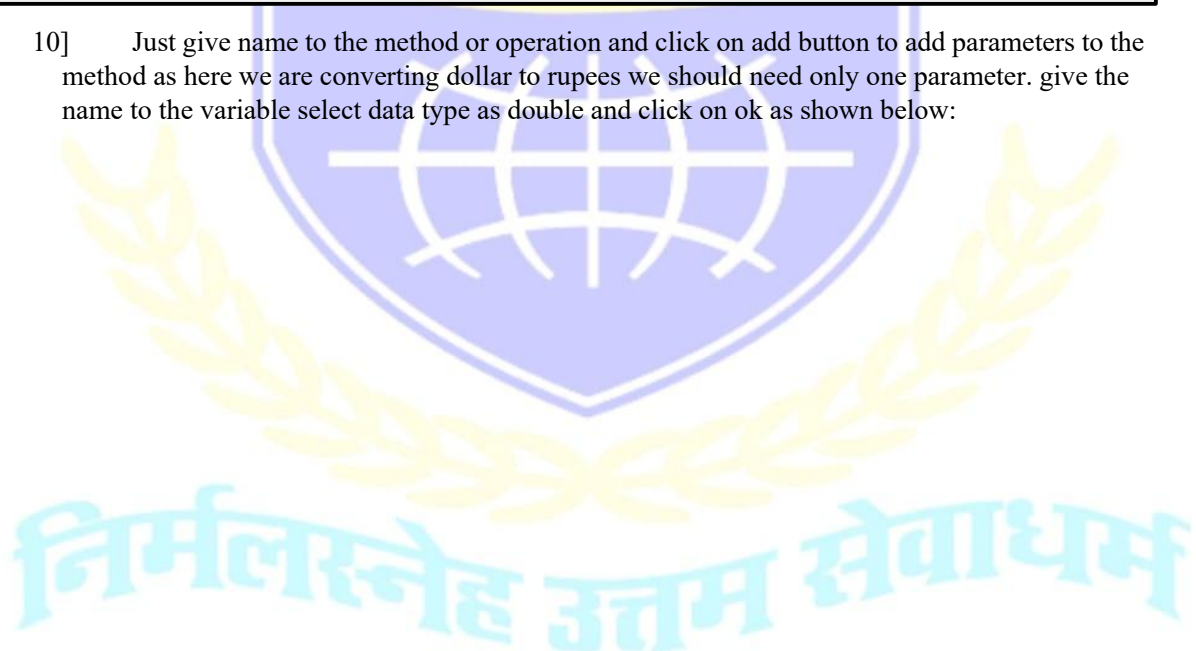 10] Just give name to the method or operation and click on add button to add parameters to the
method as here we are converting dollar to rupees we should need only one parameter. give the
name to the variable select data type as double and click on ok as shown below:
निर्मलस्नेह उत्तम सेवाधर्म